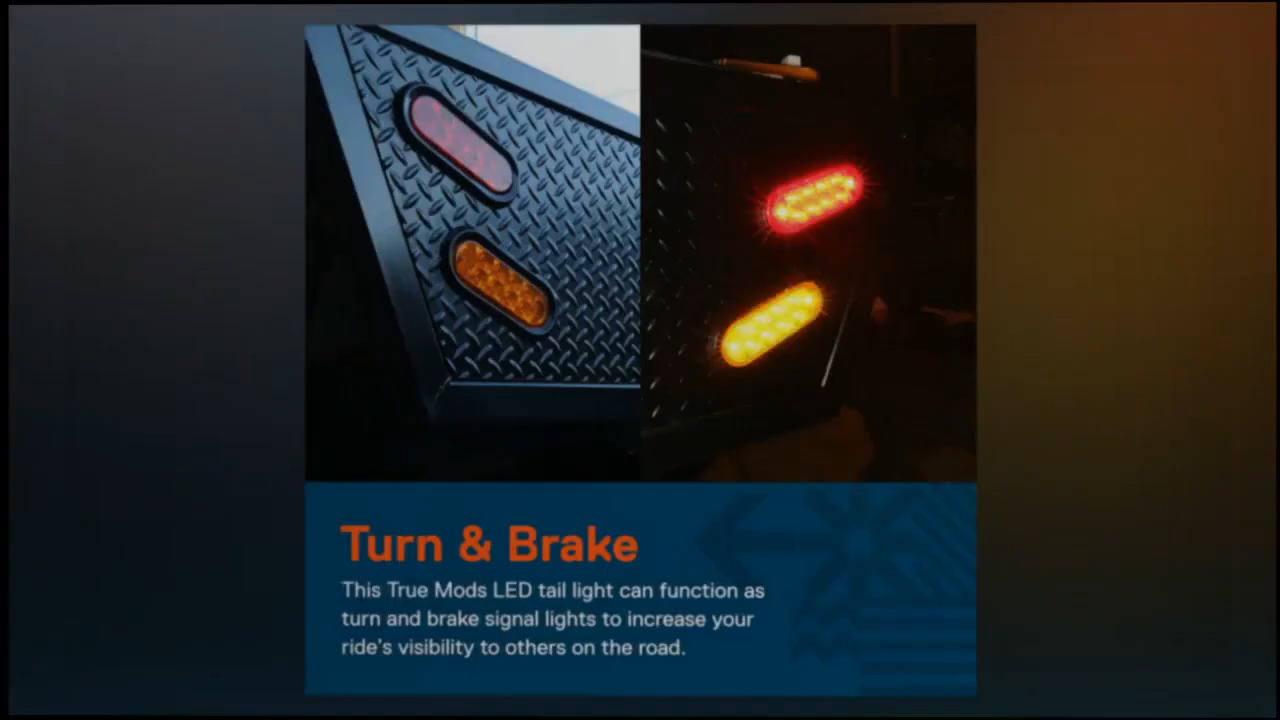 Turn & Brake
This True Mods LED tail light can function as
turn and brake signal lights to increase your
ride's visibility to others on the road.